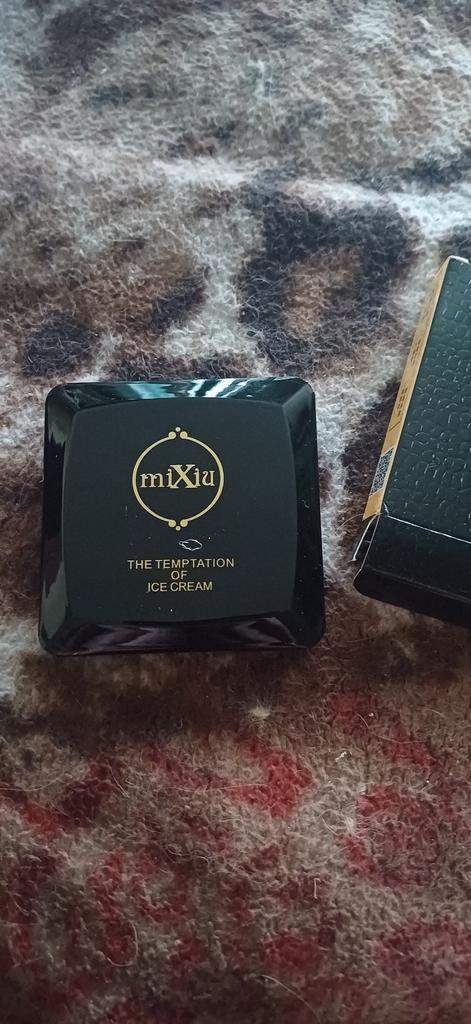 miXiu
THE TEMPTATION
OF
ICE CREAM